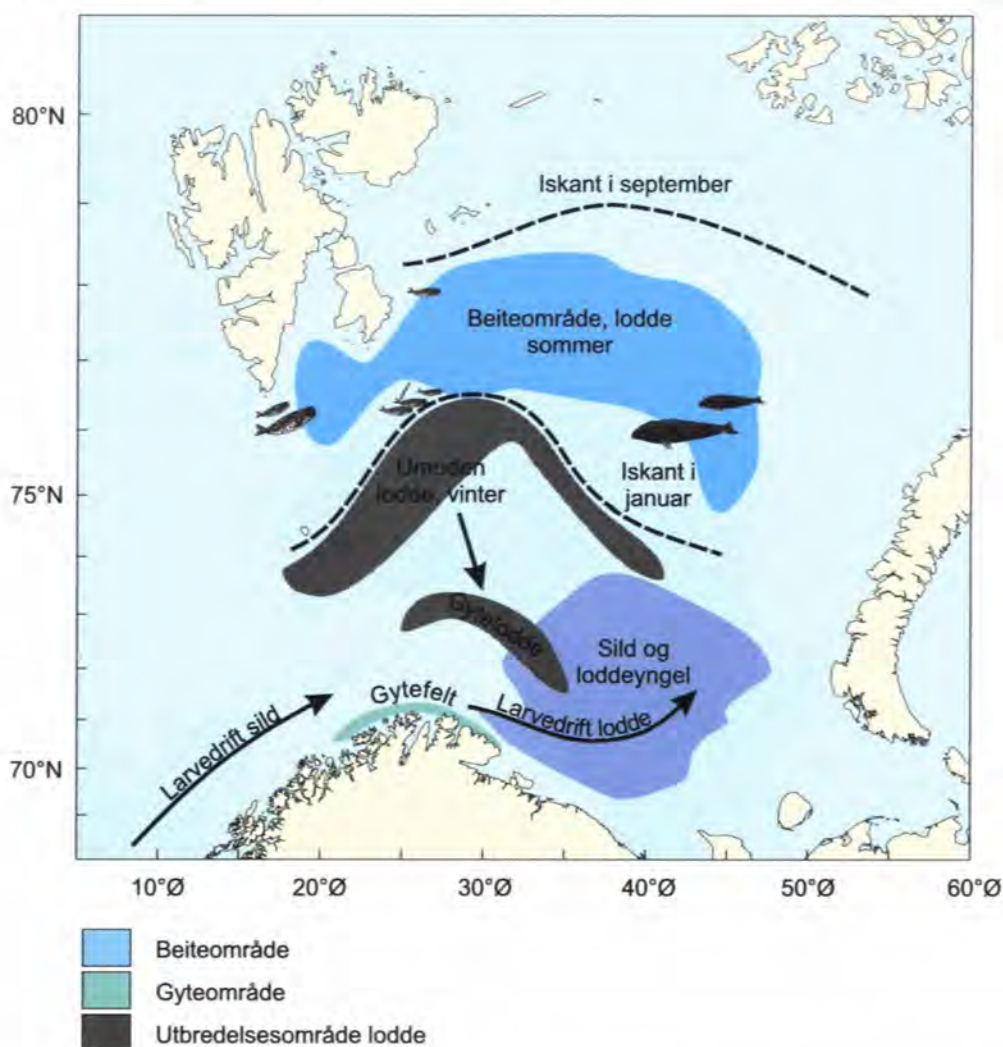 80°N
Iskant i september
Beiteområde, lodde
sommer
75°N
Umoden
lodde, vinter
Iskant i
januar
Gytelodde
Sild og
loddeyngel
Gytefelt
Larvedrift lodde
Larvedrift sild
70°N
10°Ø 20°Ø 30°Ø 40°Ø 50°Ø 60°Ø
Beiteområde
Gyteområde
Utbredelsesområde lodde